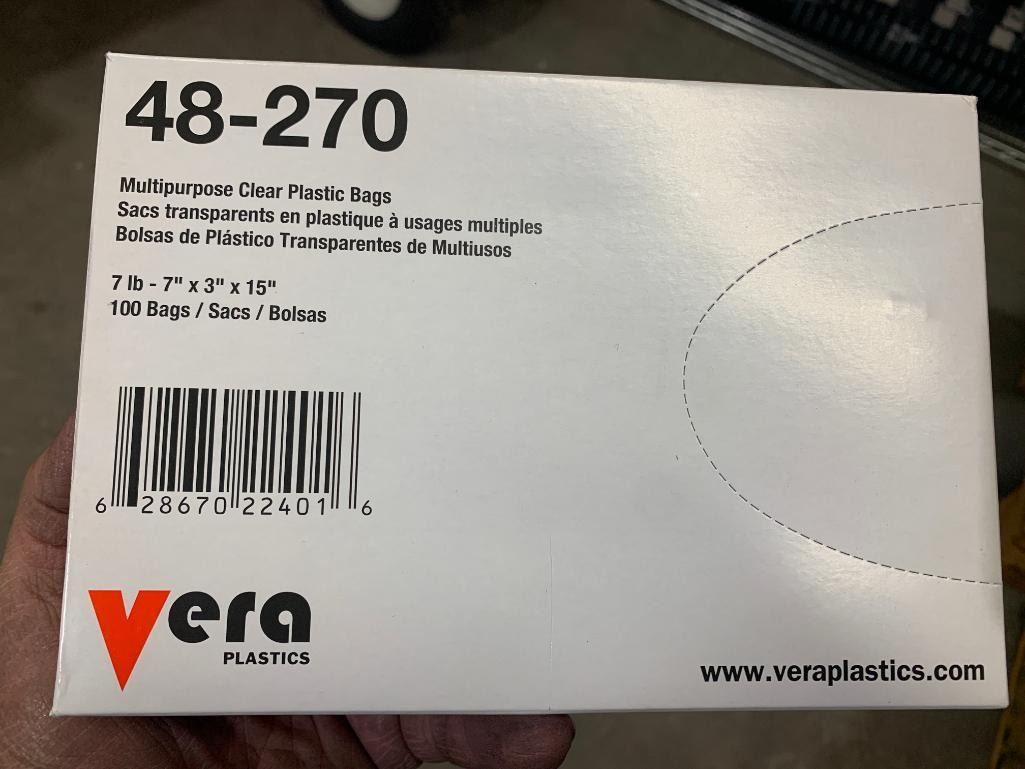 48-270
Multipurpose Clear Plastic Bags
Sacs transparents en plastique à usages multiples
Bolsas de Plástico Transparentes de Multiusos
7 lb - 7" x 3" x 15"
100 Bags / Sacs / Bolsas
6 28670 22401 6
vera
PLASTICS
www.veraplastics.com